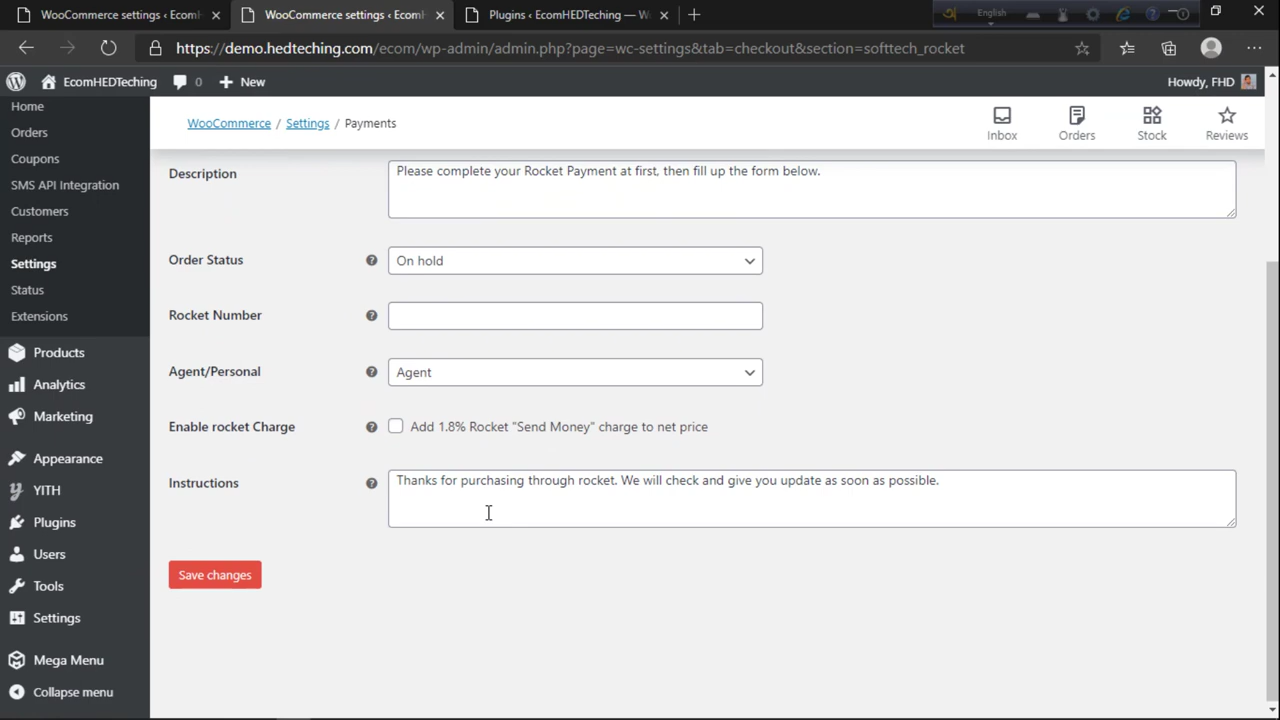 WooCommerce settings ‹ EcomH
WooCommerce settings ‹ EcomH
Plugins ‹ EcomHEDTeching — W
English
https://demo.hedteching.com/ecom/wp-admin/admin.php?page=wc-settings&tab=checkout&section=softtech_rocket
EcomHEDTeching
0
New
Howdy, FHD
Home
Orders
Coupons
SMS API Integration
Customers
Reports
Settings
Status
Extensions
Products
Analytics
Marketing
Appearance
YITH
Plugins
Users
Tools
Settings
Mega Menu
Collapse menu
WooCommerce / Settings / Payments
Inbox
Orders
Stock
Reviews
Description
Please complete your Rocket Payment at first, then fill up the form below.
Order Status
On hold
Rocket Number
Agent/Personal
Agent
Enable rocket Charge
Add 1.8% Rocket "Send Money" charge to net price
Instructions
Thanks for purchasing through rocket. We will check and give you update as soon as possible.
Save changes